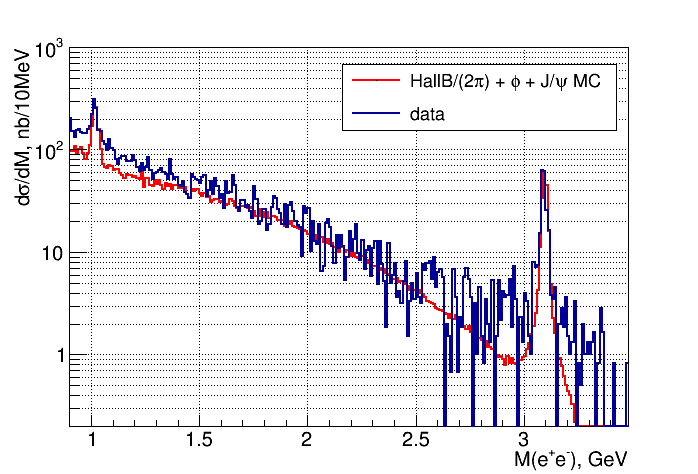 dσ/dM, nb/10MeV
10³
10²
10
1
HallB/(2π) + ϕ + J/ψ MC
data
1 1.5 2 2.5 3
M(e⁺e⁻), GeV